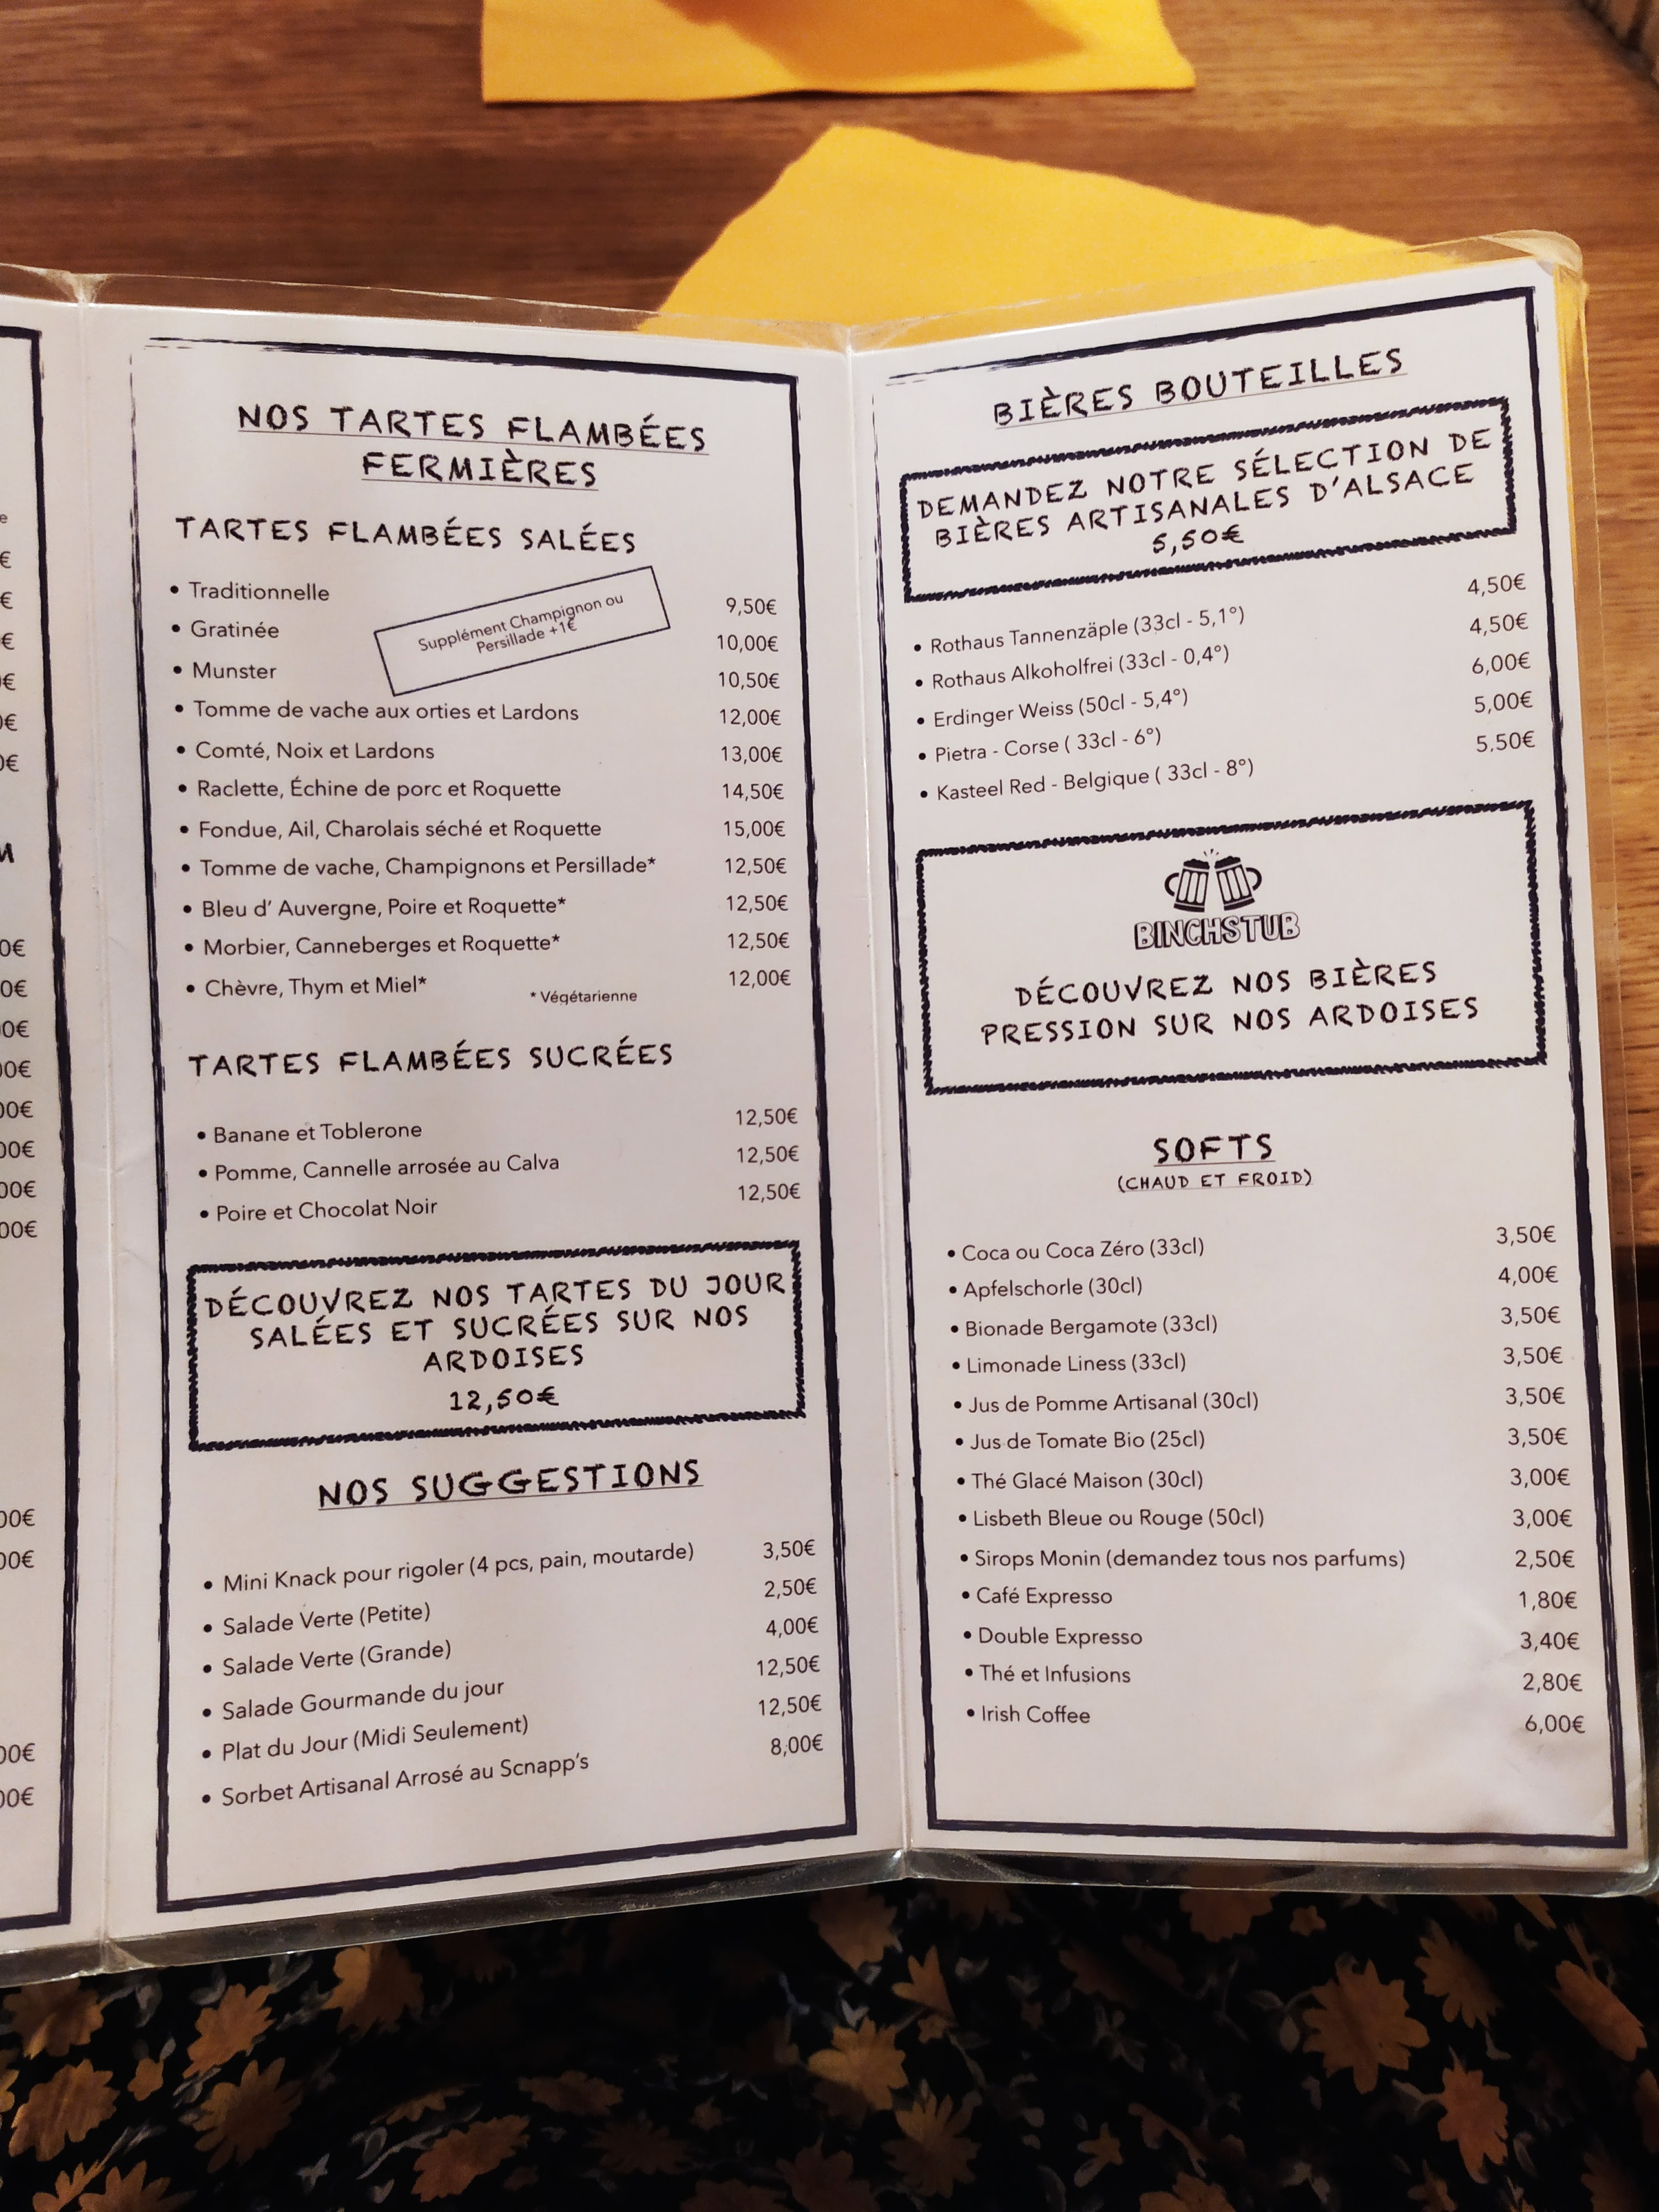 NOS TARTES FLAMBÉES
FERMIÈRES
TARTES FLAMBÉES SALÉES
• Traditionnelle 9,50€
Supplément Champignon ou
Persillade +1€
• Gratinée 10,00€
• Munster 10,50€
• Tomme de vache aux orties et Lardons 12,00€
• Comté, Noix et Lardons 13,00€
• Raclette, Échine de porc et Roquette 14,50€
• Fondue, Ail, Charolais séché et Roquette 15,00€
• Tomme de vache, Champignons et Persillade* 12,50€
• Bleu d' Auvergne, Poire et Roquette* 12,50€
• Morbier, Canneberges et Roquette* 12,50€
• Chèvre, Thym et Miel* 12,00€
* Végétarienne
TARTES FLAMBÉES SUCRÉES
• Banane et Toblerone 12,50€
• Pomme, Cannelle arrosée au Calva 12,50€
• Poire et Chocolat Noir 12,50€
DÉCOUVREZ NOS TARTES DU JOUR
SALÉES ET SUCRÉES SUR NOS
ARDOISES
12,50€
NOS SUGGESTIONS
• Mini Knack pour rigoler (4 pcs, pain, moutarde) 3,50€
• Salade Verte (Petite) 2,50€
• Salade Verte (Grande) 4,00€
• Salade Gourmande du jour 12,50€
• Plat du Jour (Midi Seulement) 12,50€
• Sorbet Artisanal Arrosé au Scnapp's 8,00€
BIÈRES BOUTEILLES
DEMANDEZ NOTRE SÉLECTION DE
BIÈRES ARTISANALES D'ALSACE
5,50€
• Rothaus Tannenzäple (33cl - 5,1°) 4,50€
• Rothaus Alkoholfrei (33cl - 0,4°) 4,50€
• Erdinger Weiss (50cl - 5,4°) 6,00€
• Pietra - Corse ( 33cl - 6°) 5,00€
• Kasteel Red - Belgique ( 33cl - 8°) 5,50€
BINCHSTUB
DÉCOUVREZ NOS BIÈRES
PRESSION SUR NOS ARDOISES
SOFTS
(CHAUD ET FROID)
• Coca ou Coca Zéro (33cl) 3,50€
• Apfelschorle (30cl) 4,00€
• Bionade Bergamote (33cl) 3,50€
• Limonade Liness (33cl) 3,50€
• Jus de Pomme Artisanal (30cl) 3,50€
• Jus de Tomate Bio (25cl) 3,50€
• Thé Glacé Maison (30cl) 3,00€
• Lisbeth Bleue ou Rouge (50cl) 3,00€
• Sirops Monin (demandez tous nos parfums) 2,50€
• Café Expresso 1,80€
• Double Expresso 3,40€
• Thé et Infusions 2,80€
• Irish Coffee 6,00€